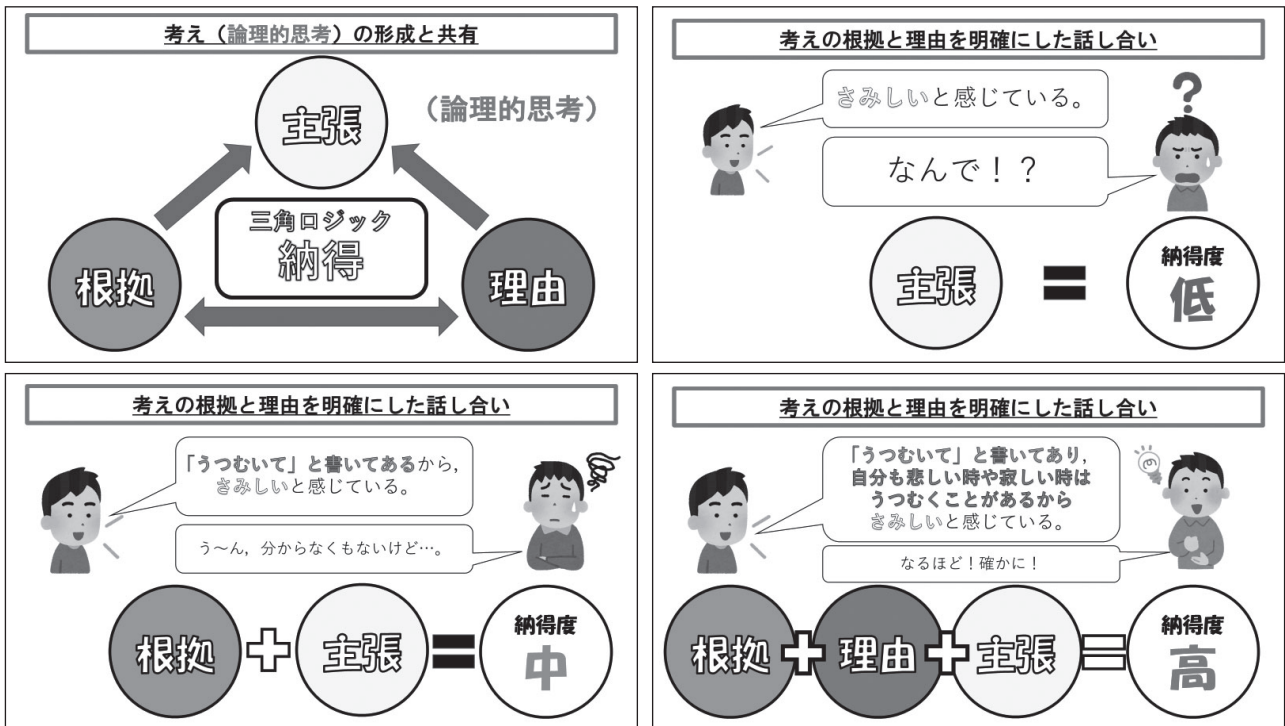 考え（論理的思考）の形成と共有
主張
（論理的思考）
三角ロジック
納得
根拠
理由
考えの根拠と理由を明確にした話し合い
さみしいと感じている。
?
なんで！？
主張
=
納得度
低
考えの根拠と理由を明確にした話し合い
「うつむいて」と書いてあるから，
さみしいと感じている。
う～ん，分からなくもないけど…。
根拠
+
主張
=
納得度
中
考えの根拠と理由を明確にした話し合い
「うつむいて」と書いてあり，
自分も悲しい時や寂しい時は
うつむくことがあるから
さみしいと感じている。
なるほど！確かに！
根拠
+
理由
+
主張
=
納得度
高